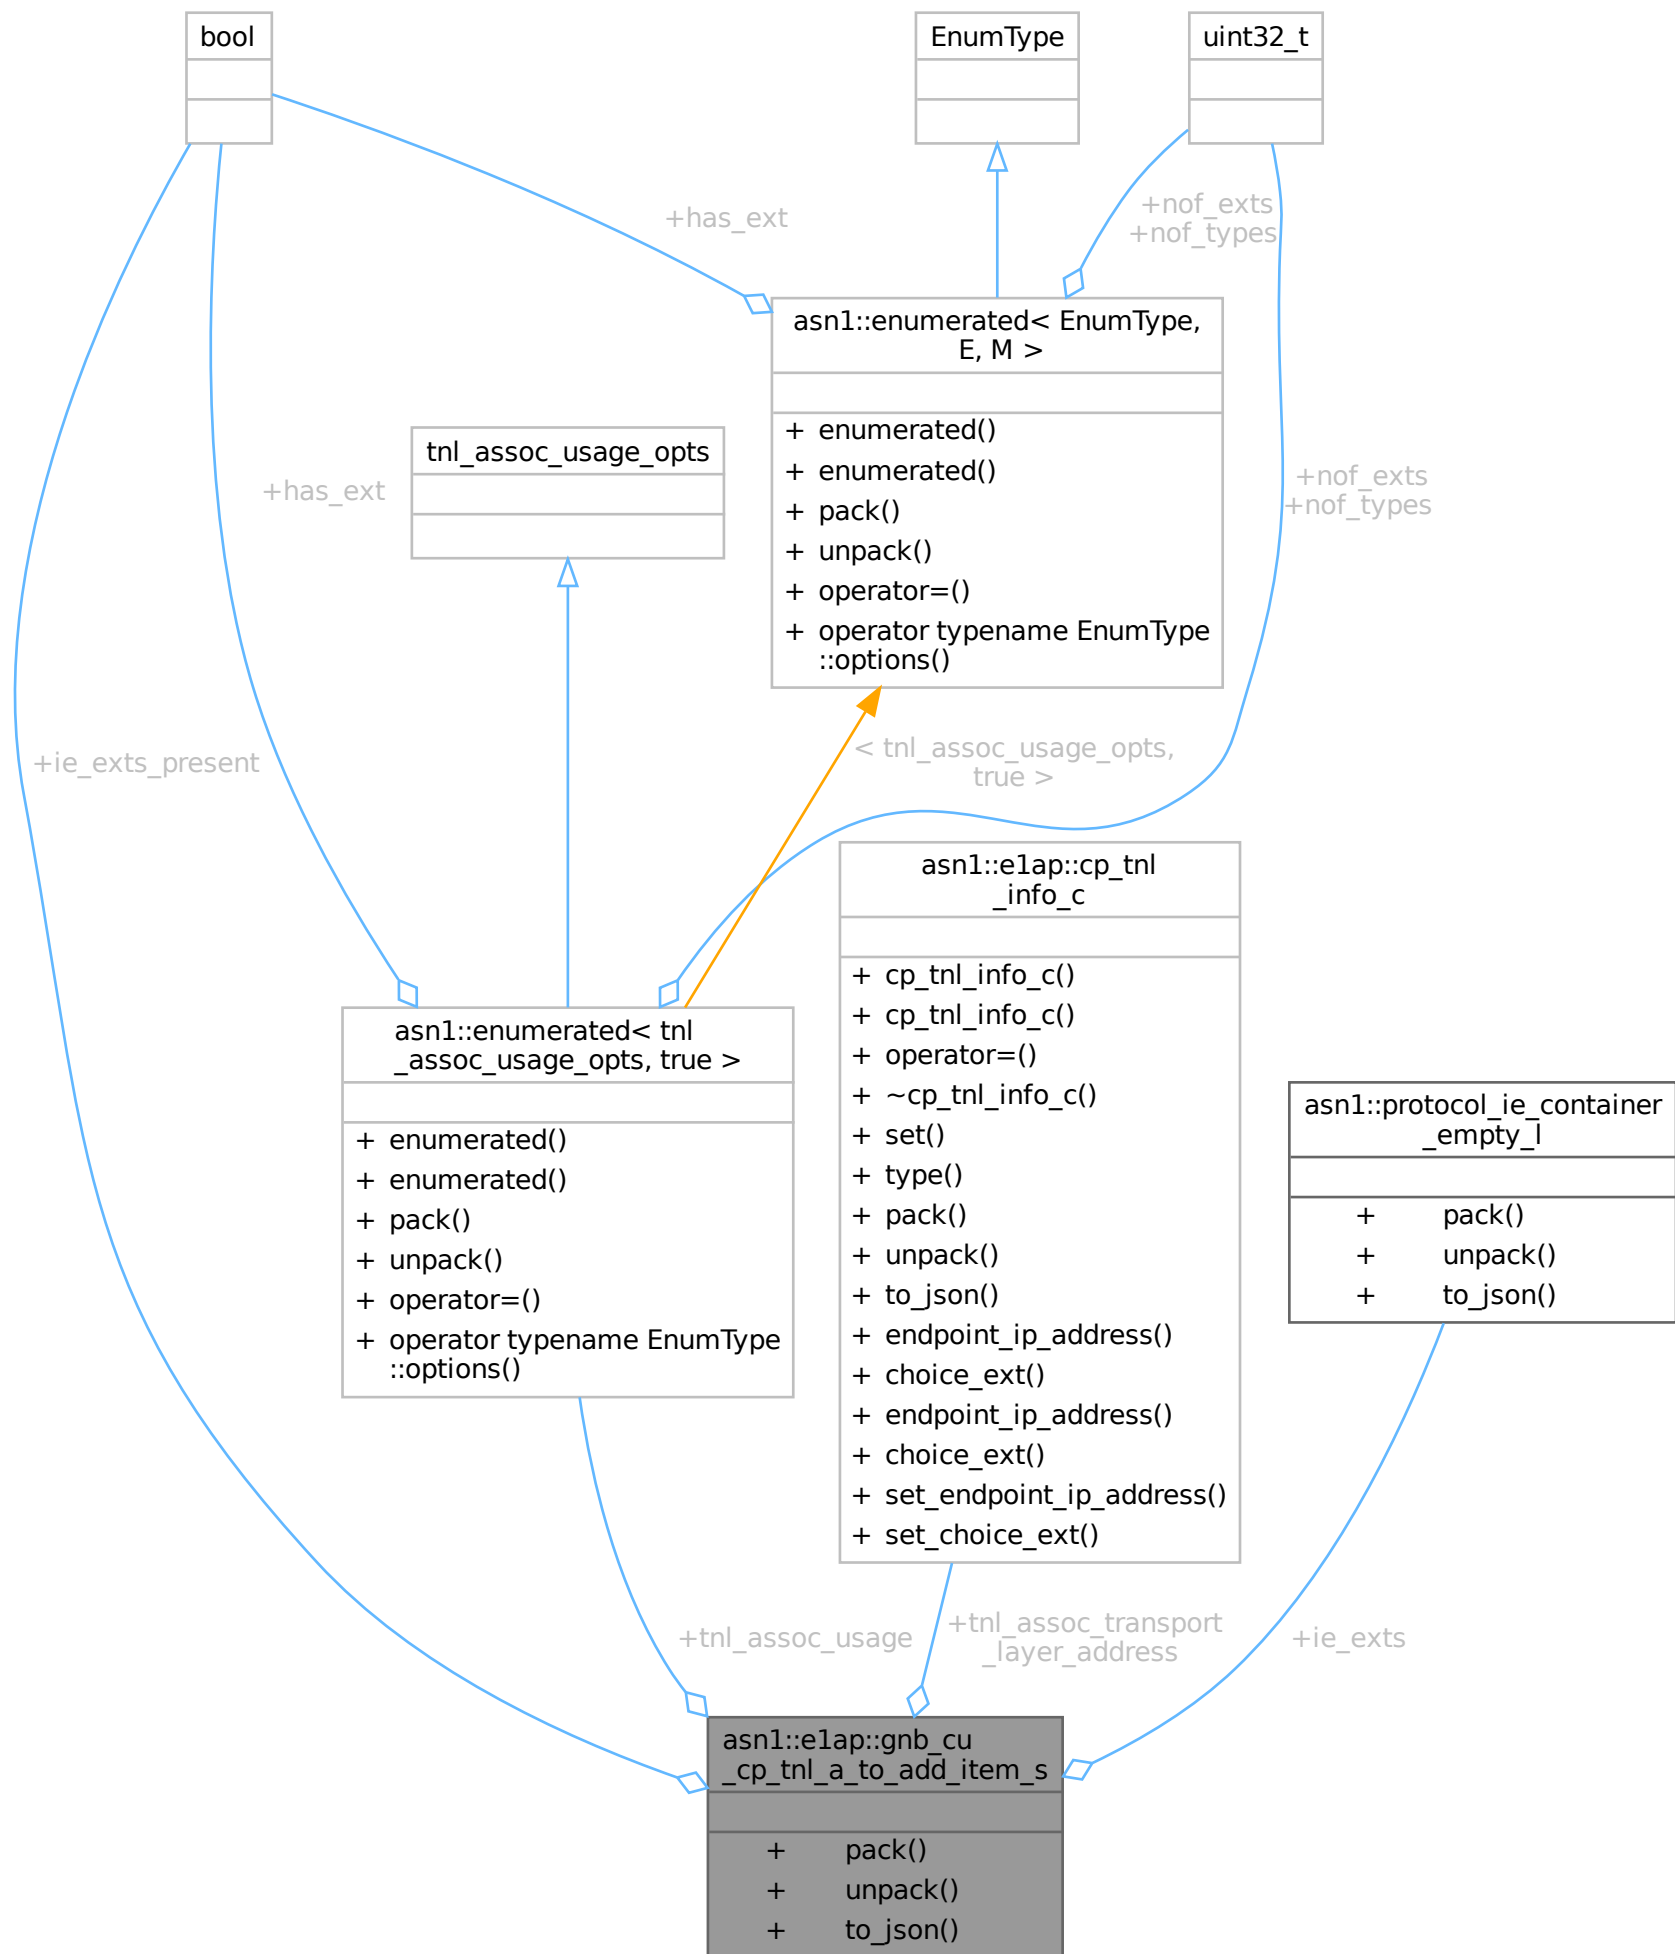 bool
EnumType
uint32_t
+has_ext
+nof_exts
+nof_types
asn1::enumerated< EnumType,
E, M >
+ enumerated()
+ enumerated()
+ pack()
+ unpack()
+ operator=()
+ operator typename EnumType
::options()
tnl_assoc_usage_opts
+has_ext
+nof_exts
+nof_types
+ie_exts_present
< tnl_assoc_usage_opts,
true >
asn1::e1ap::cp_tnl
_info_c
+ cp_tnl_info_c()
+ cp_tnl_info_c()
+ operator=()
+ ~cp_tnl_info_c()
+ set()
+ type()
+ pack()
+ unpack()
+ to_json()
+ endpoint_ip_address()
+ choice_ext()
+ endpoint_ip_address()
+ choice_ext()
+ set_endpoint_ip_address()
+ set_choice_ext()
asn1::enumerated< tnl
_assoc_usage_opts, true >
+ enumerated()
+ enumerated()
+ pack()
+ unpack()
+ operator=()
+ operator typename EnumType
::options()
asn1::protocol_ie_container
_empty_l
+ pack()
+ unpack()
+ to_json()
+tnl_assoc_usage
+tnl_assoc_transport
_layer_address
+ie_exts
asn1::e1ap::gnb_cu
_cp_tnl_a_to_add_item_s
+ pack()
+ unpack()
+ to_json()